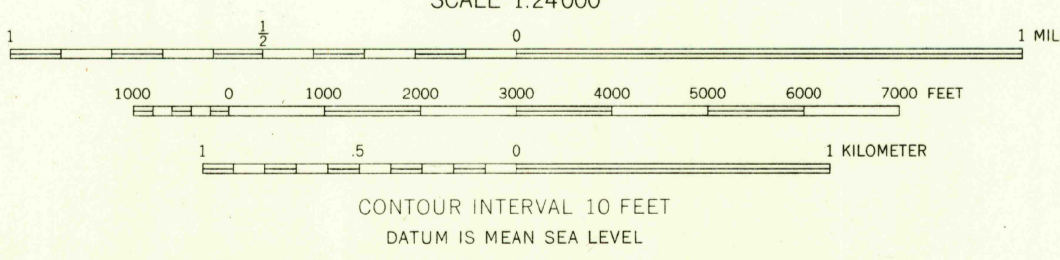 SCALE 1:24000
1 1/2 0 1 MIL
1000 0 1000 2000 3000 4000 5000 6000 7000 FEET
1 .5 0 1 KILOMETER
CONTOUR INTERVAL 10 FEET
DATUM IS MEAN SEA LEVEL